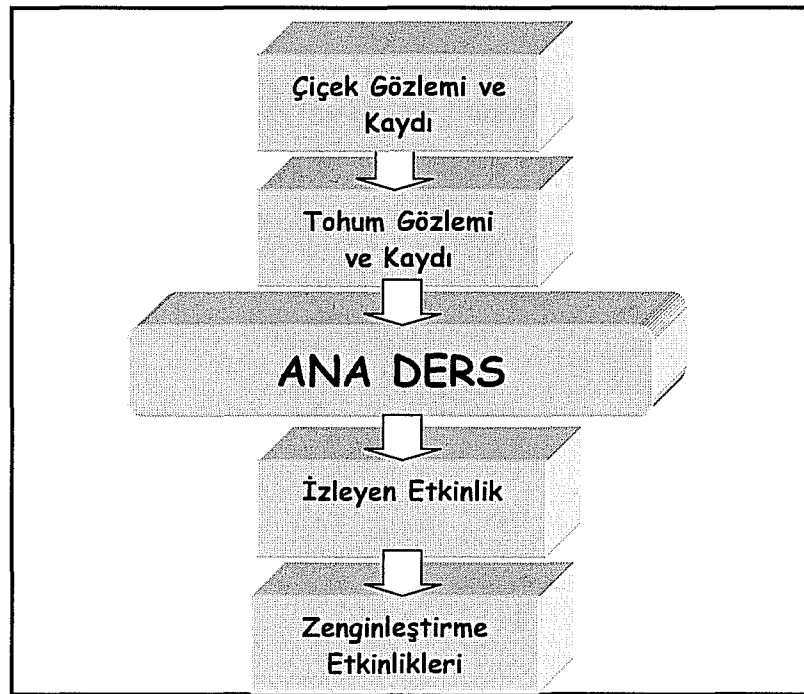 Çiçek Gözlemi ve
Kaydı
Tohum Gözlemi
ve Kaydı
ANA DERS
İzleyen Etkinlik
Zenginleştirme
Etkinlikleri